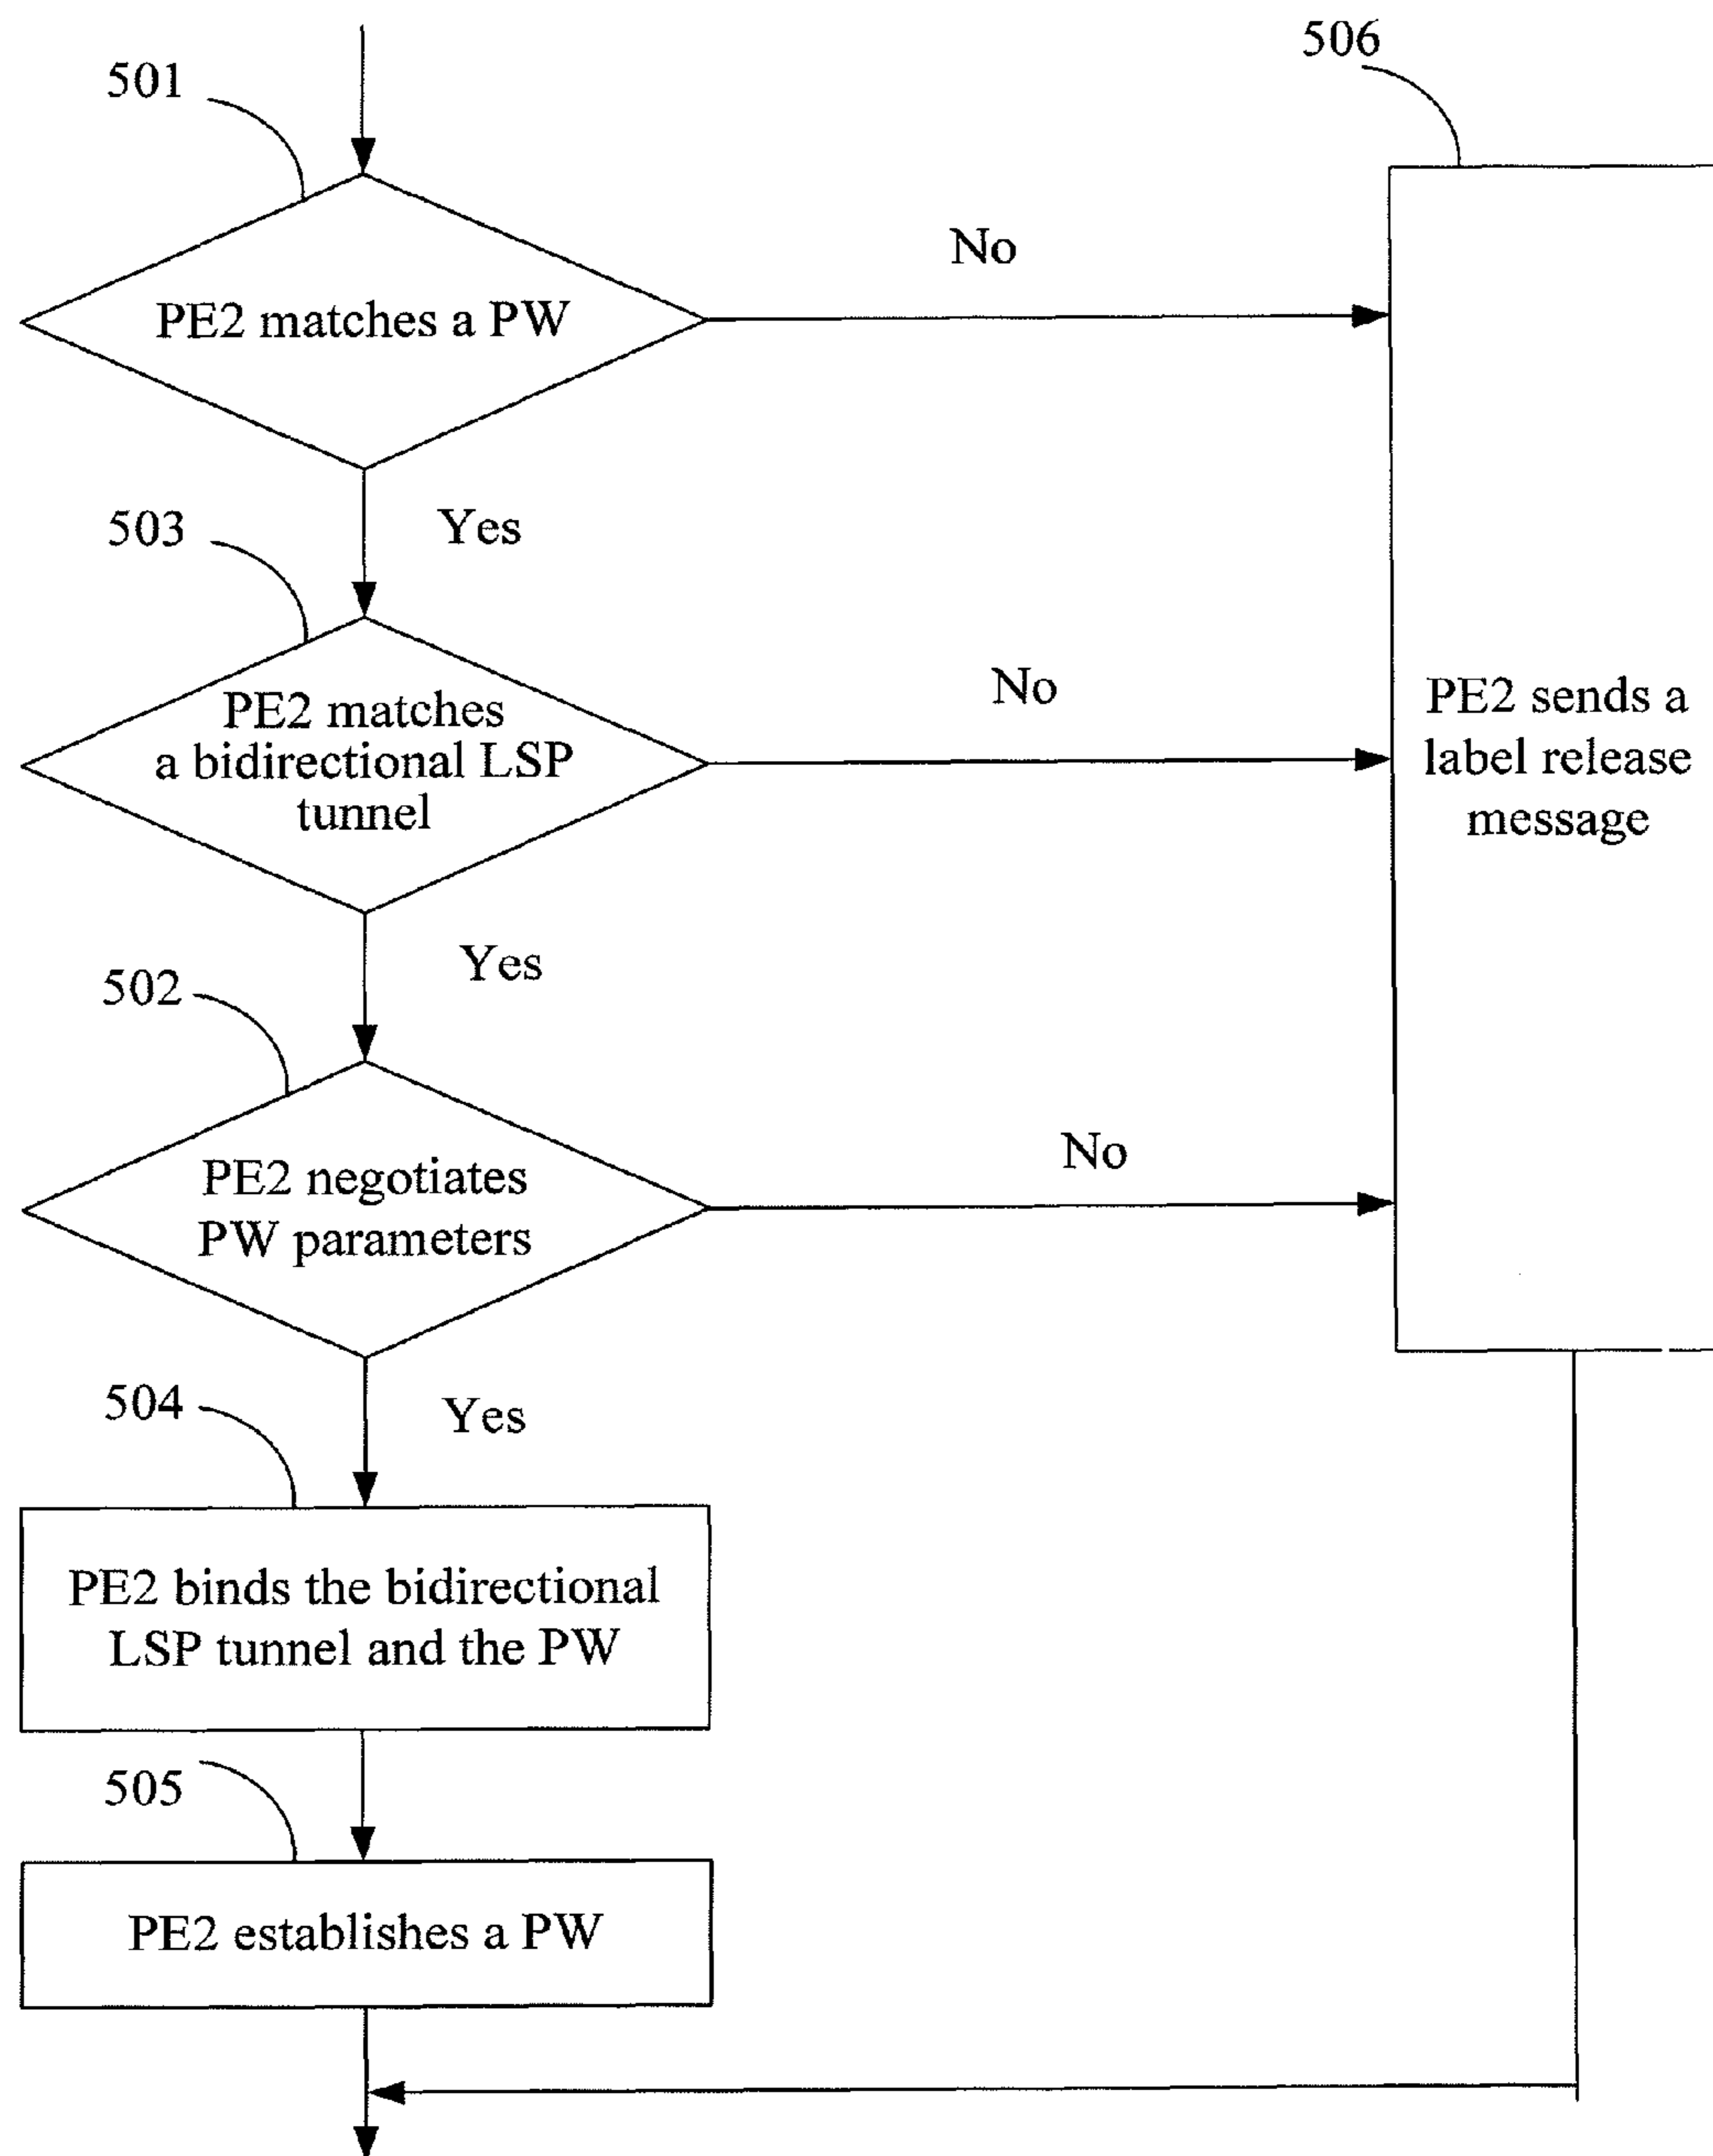 506
501
No
PE2 matches a PW
503
Yes
No
PE2 matches
a bidirectional LSP
tunnel
PE2 sends a
label release
message
502
Yes
No
PE2 negotiates
PW parameters
504
Yes
PE2 binds the bidirectional
LSP tunnel and the PW
505
PE2 establishes a PW